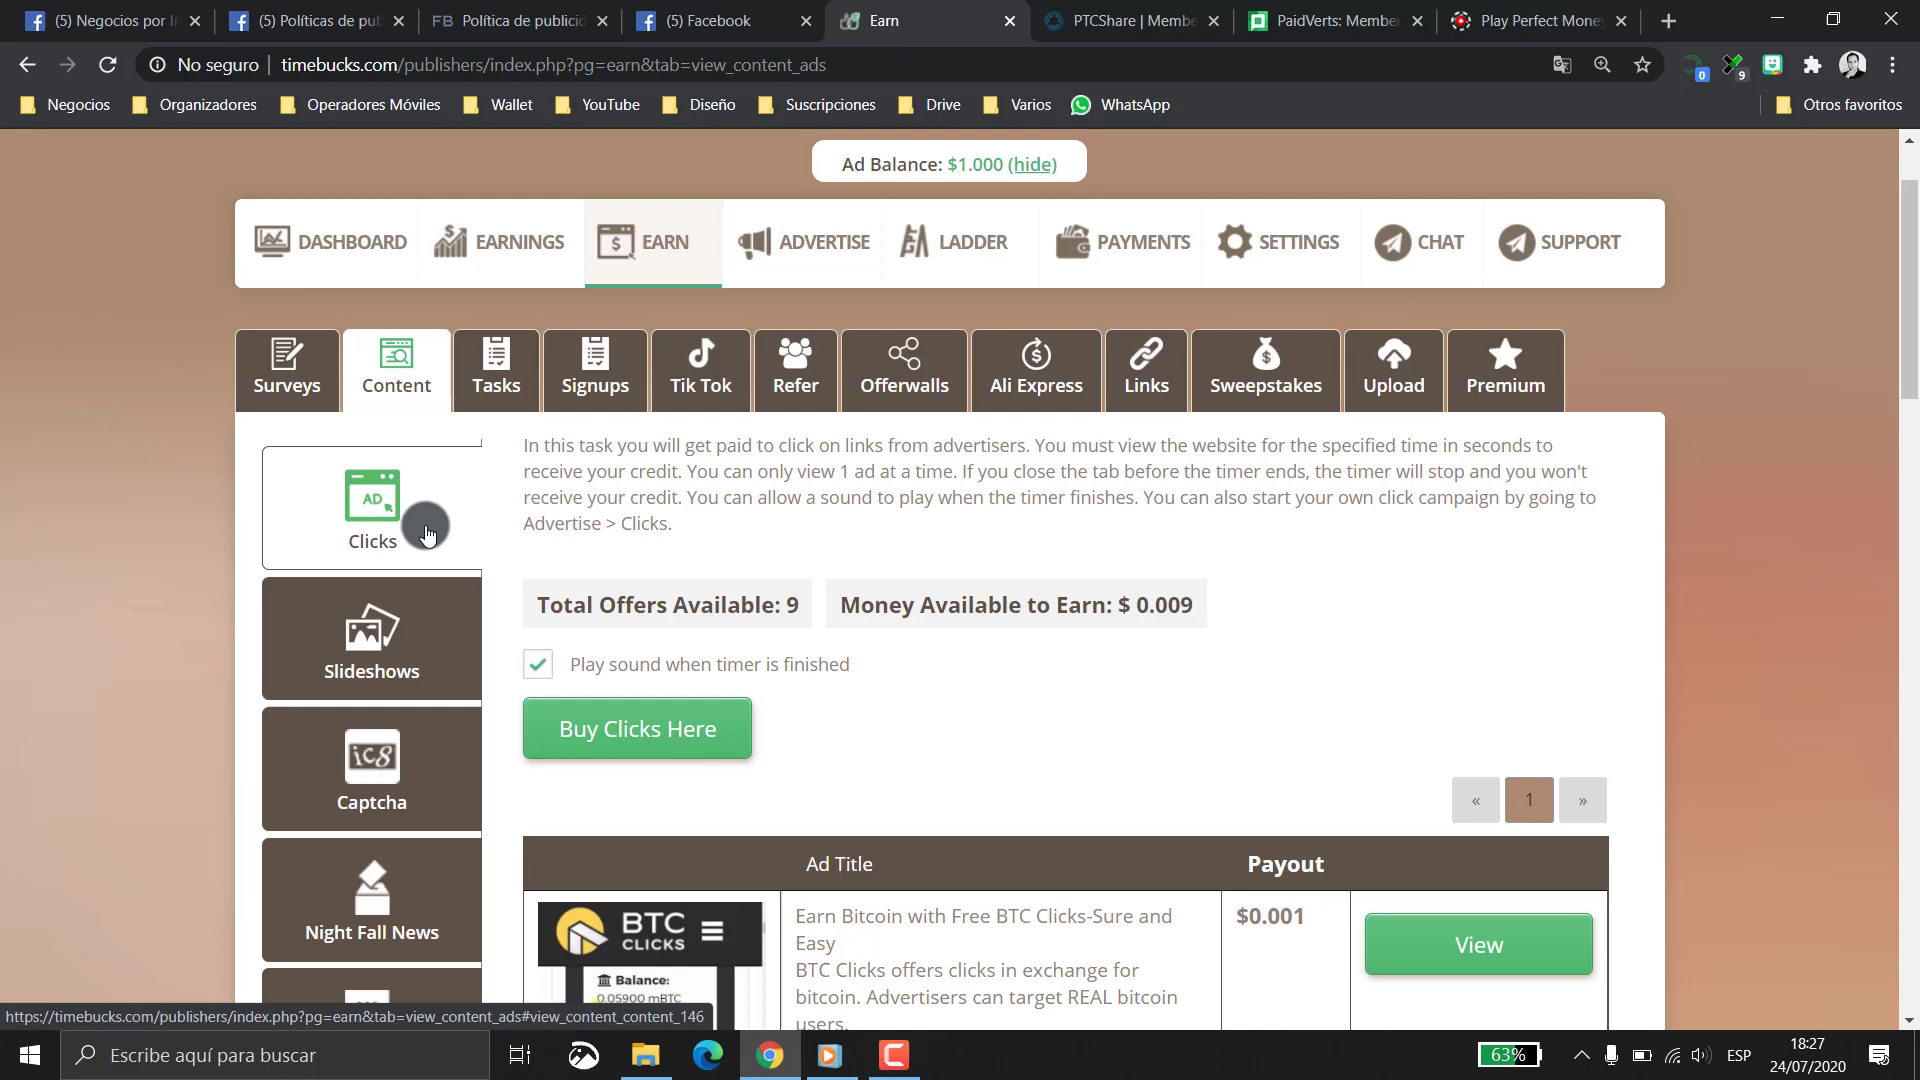 (5) Negocios por I
(5) Políticas de pub
FB Política de publicid
(5) Facebook
Earn
PTCShare | Membe
PaidVerts: Member
Play Perfect Money
No seguro
timebucks.com/publishers/index.php?pg=earn&tab=view_content_ads
0
9
Negocios
Organizadores
Operadores Móviles
Wallet
YouTube
Diseño
Suscripciones
Drive
Varios
WhatsApp
Otros favoritos
Ad Balance: $1.000 (hide)
DASHBOARD
EARNINGS
EARN
ADVERTISE
LADDER
PAYMENTS
SETTINGS
CHAT
SUPPORT
Surveys
Content
Tasks
Signups
Tik Tok
Refer
Offerwalls
Ali Express
Links
Sweepstakes
Upload
Premium
AD
Clicks
Slideshows
ic8
Captcha
Night Fall News
In this task you will get paid to click on links from advertisers. You must view the website for the specified time in seconds to
receive your credit. You can only view 1 ad at a time. If you close the tab before the timer ends, the timer will stop and you won't
receive your credit. You can allow a sound to play when the timer finishes. You can also start your own click campaign by going to
Advertise > Clicks.
Total Offers Available: 9
Money Available to Earn: $ 0.009
Play sound when timer is finished
Buy Clicks Here
«
1
»
Ad Title
Payout
BTC
CLICKS
Balance:
0.05900 mBTC
Earn Bitcoin with Free BTC Clicks-Sure and
Easy
BTC Clicks offers clicks in exchange for
bitcoin. Advertisers can target REAL bitcoin
users.
$0.001
View
https://timebucks.com/publishers/index.php?pg=earn&tab=view_content_ads#view_content_content_146
Escribe aquí para buscar
63%
ESP
18:27
24/07/2020